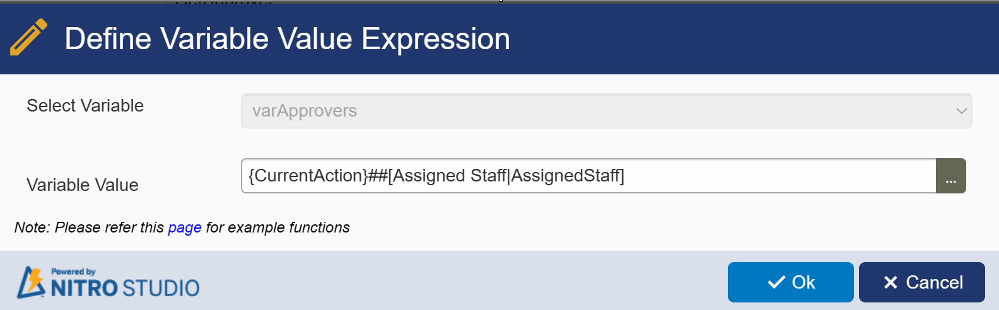 Define Variable Value Expression
Select Variable
varApprovers
Variable Value
{CurrentAction}##[Assigned Staff|AssignedStaff]
...
Note: Please refer this page for example functions
Powered by
NITRO STUDIO
Ok
Cancel